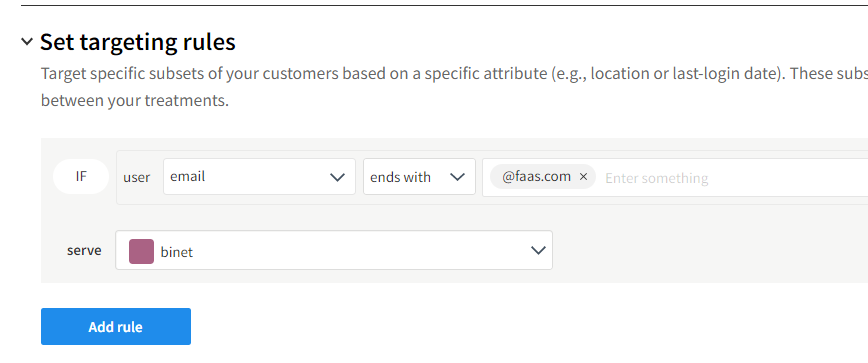 Set targeting rules
Target specific subsets of your customers based on a specific attribute (e.g., location or last-login date). These subs
between your treatments.
IF user email ends with @faas.com × Enter something
serve binet
Add rule